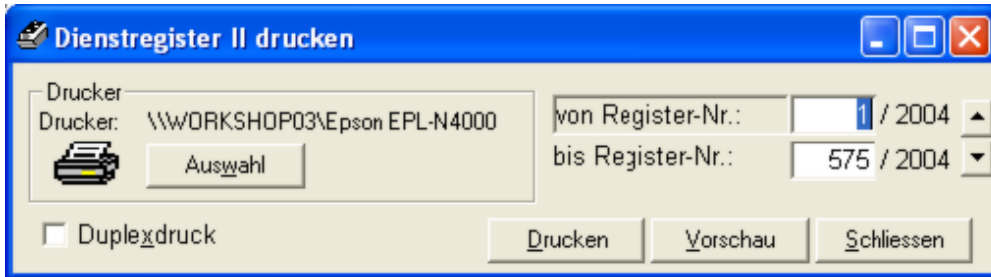 Dienstregister II drucken
Drucker
Drucker: \\WORKSHOP03\Epson EPL-N4000
Auswahl
von Register-Nr.: 1 / 2004
bis Register-Nr.: 575 / 2004
Duplexdruck
Drucken Vorschau Schliessen